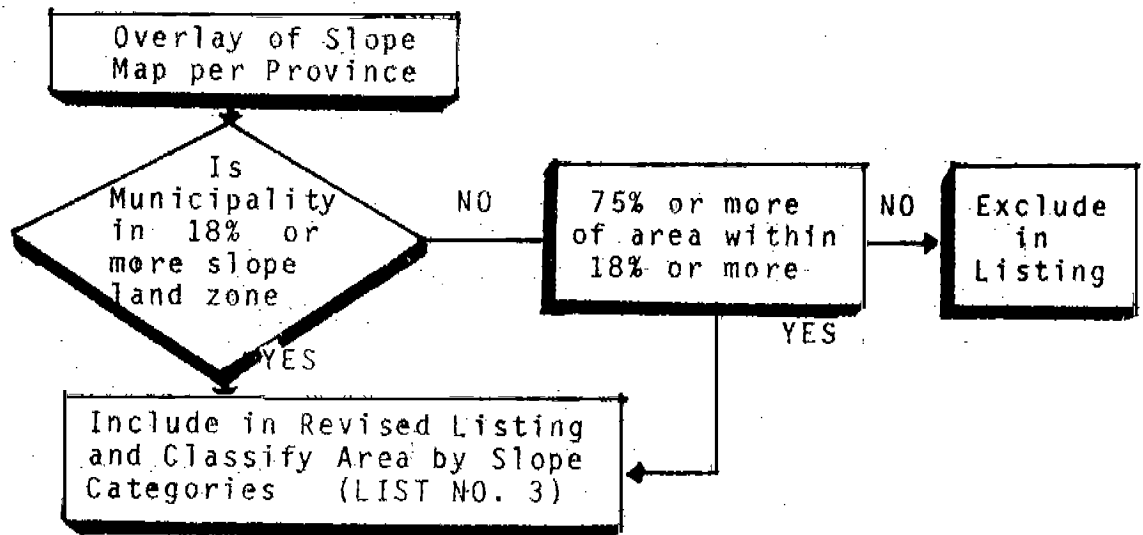 Overlay of Slope
Map per Province
Is
Municipality
in 18% or
more slope
land zone
NO
75% or more
of area within
18% or more
NO
Exclude
in
Listing
YES
YES
Include in Revised Listing
and Classify Area by Slope
Categories (LIST NO. 3)